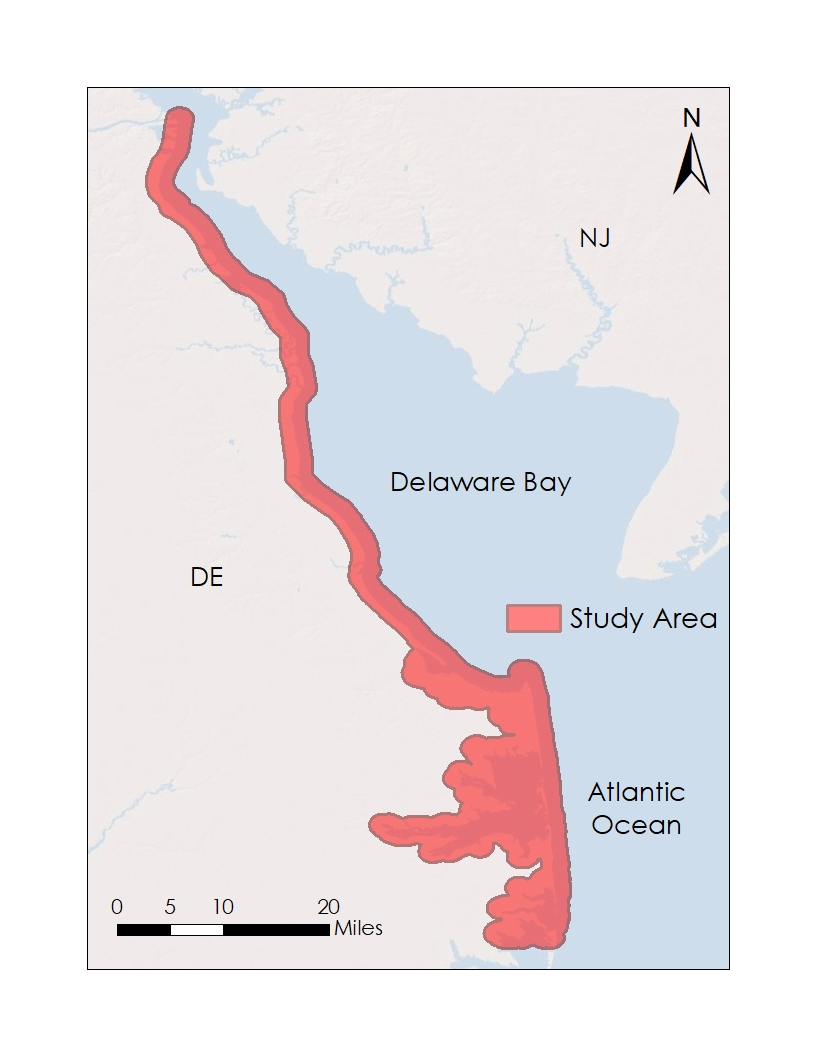 N
NJ
Delaware Bay
DE
Study Area
Atlantic
Ocean
0 5 10 20
Miles